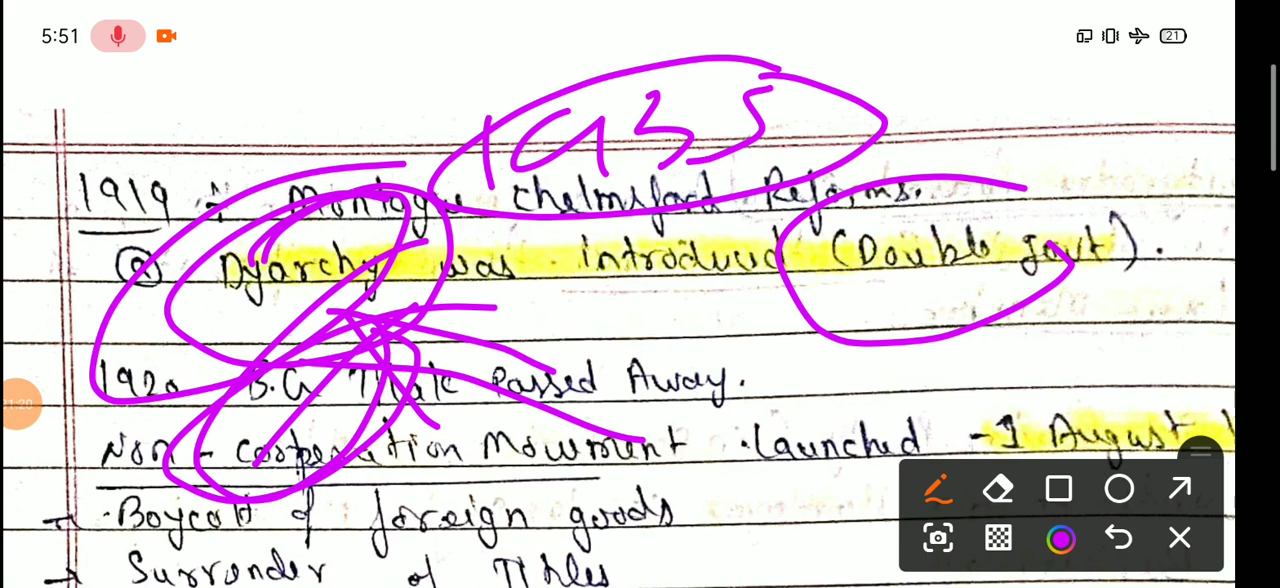 5:51
21
1935
1919 :- Montague Chelmsford Reforms.
(a) Dyarchy was introduced (Double Govt).
1920 B.G Tilak Passed Away.
Non - Cooperation Movement . Launched - 1 August
. Boycott of foreign goods
→ Surrender of Titles